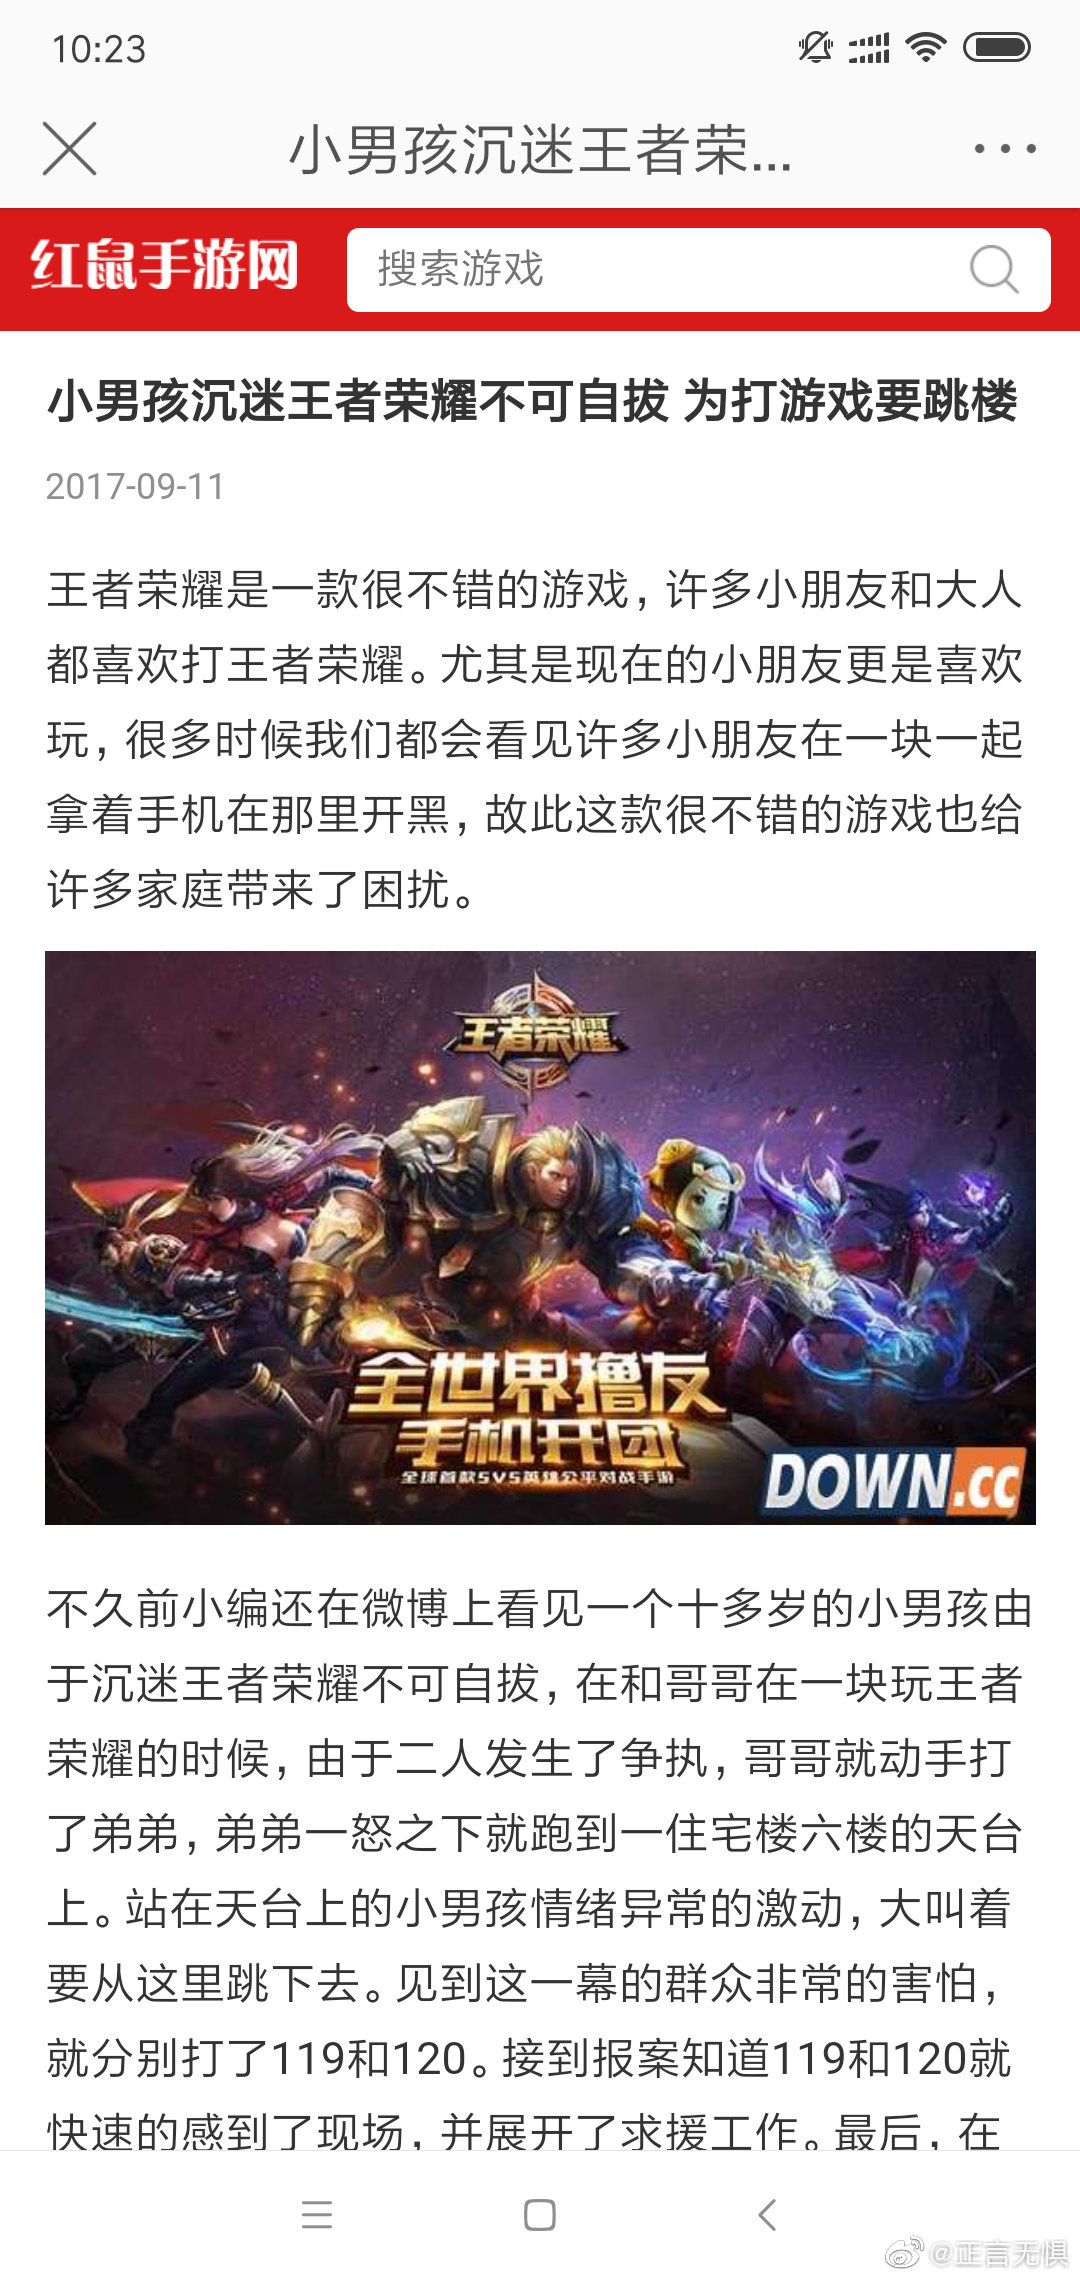 10:23
小男孩沉迷王者荣...
红鼠手游网
搜索游戏
小男孩沉迷王者荣耀不可自拔 为打游戏要跳楼
2017-09-11
王者荣耀是一款很不错的游戏，许多小朋友和大人
都喜欢打王者荣耀。尤其是现在的小朋友更是喜欢
玩，很多时候我们都会看见许多小朋友在一块一起
拿着手机在那里开黑，故此这款很不错的游戏也给
许多家庭带来了困扰。
王者荣耀
全世界撸友
手机开团
全球首款5V5英雄公平对战手游
DOWN.cc
不久前小编还在微博上看见一个十多岁的小男孩由
于沉迷王者荣耀不可自拔，在和哥哥在一块玩王者
荣耀的时候，由于二人发生了争执，哥哥就动手打
了弟弟，弟弟一怒之下就跑到一住宅楼六楼的天台
上。站在天台上的小男孩情绪异常的激动，大叫着
要从这里跳下去。见到这一幕的群众非常的害怕，
就分别打了119和120。接到报案知道119和120就
快速的感到了现场，并展开了求援工作。最后，在
@正言无惧